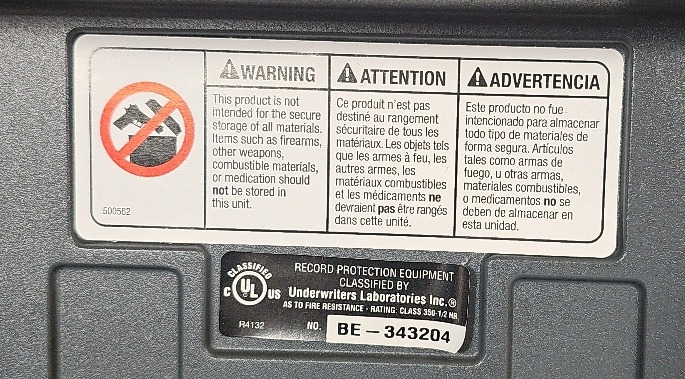 WARNING
This product is not
intended for the secure
storage of all materials.
Items such as firearms,
other weapons,
combustible materials,
or medication should
not be stored in
this unit.
ATTENTION
Ce produit n'est pas
destiné au rangement
sécuritaire de tous les
matériaux. Les objets tels
que les armes à feu, les
autres armes, les
matériaux combustibles
et les médicaments ne
devraient pas être rangés
dans cette unité.
ADVERTENCIA
Este producto no fue
intencionado para almacenar
todo tipo de materiales de
forma segura. Artículos
tales como armas de
fuego, u otras armas,
materiales combustibles,
o medicamentos no se
deben de almacenar en
esta unidad.
500562
CLASSIFIED
C UL US
RECORD PROTECTION EQUIPMENT
CLASSIFIED BY
Underwriters Laboratories Inc.®
AS TO FIRE RESISTANCE - RATING: CLASS 350-1/2 HR.
R4132
NO. BE - 343204